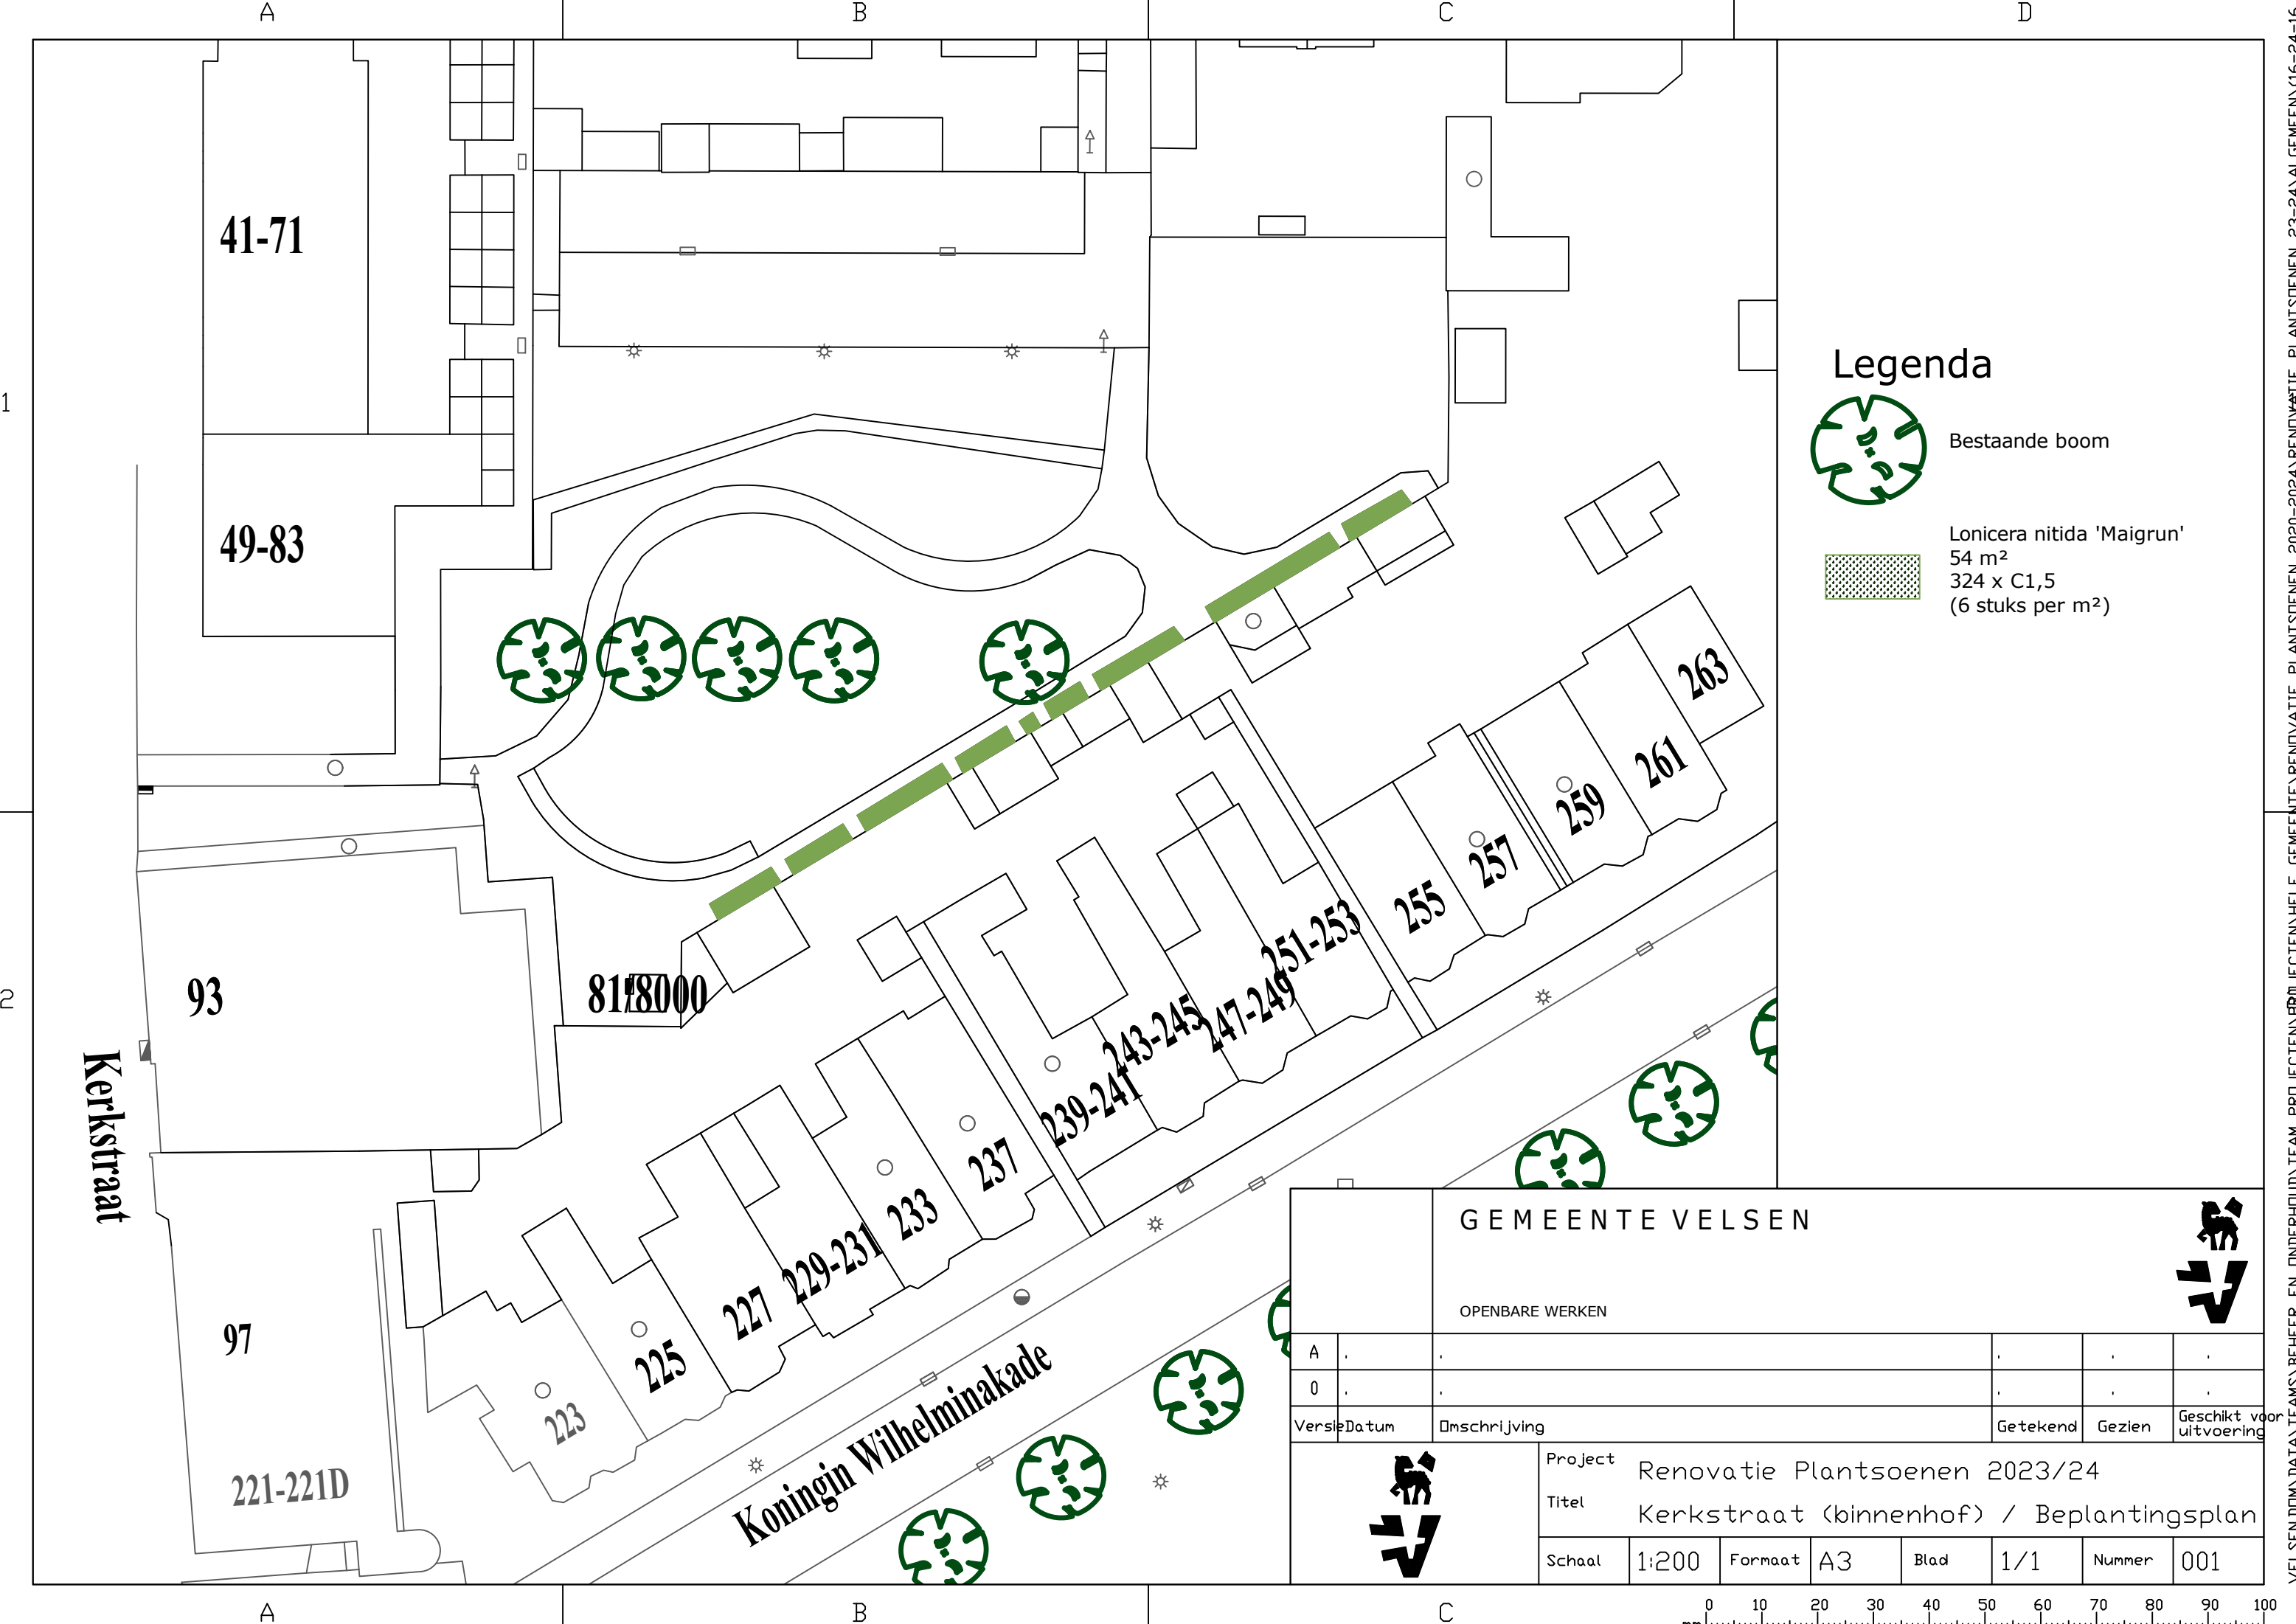 A
B
C
D
1
2
41-71
49-83
93
97
81/8000
Kerkstraat
221-221D
223
225
227
229-231
233
237
239-241
243-245
247-249
251-253
255
257
259
261
263
Koningin Wilhelminakade
Legenda
Bestaande boom
Lonicera nitida 'Maigrun'
54 m²
324 x C1,5
(6 stuks per m²)
GEMEENTE VELSEN
OPENBARE WERKEN
A . . . . .
0 . . . . .
Versie Datum Omschrijving Getekend Gezien Geschikt voor
uitvoering
Project Renovatie Plantsoenen 2023/24
Titel Kerkstraat (binnenhof) / Beplantingsplan
Schaal 1:200 Formaat A3 Blad 1/1 Nummer 001
A
B
C
0 10 20 30 40 50 60 70 80 90 100
mm